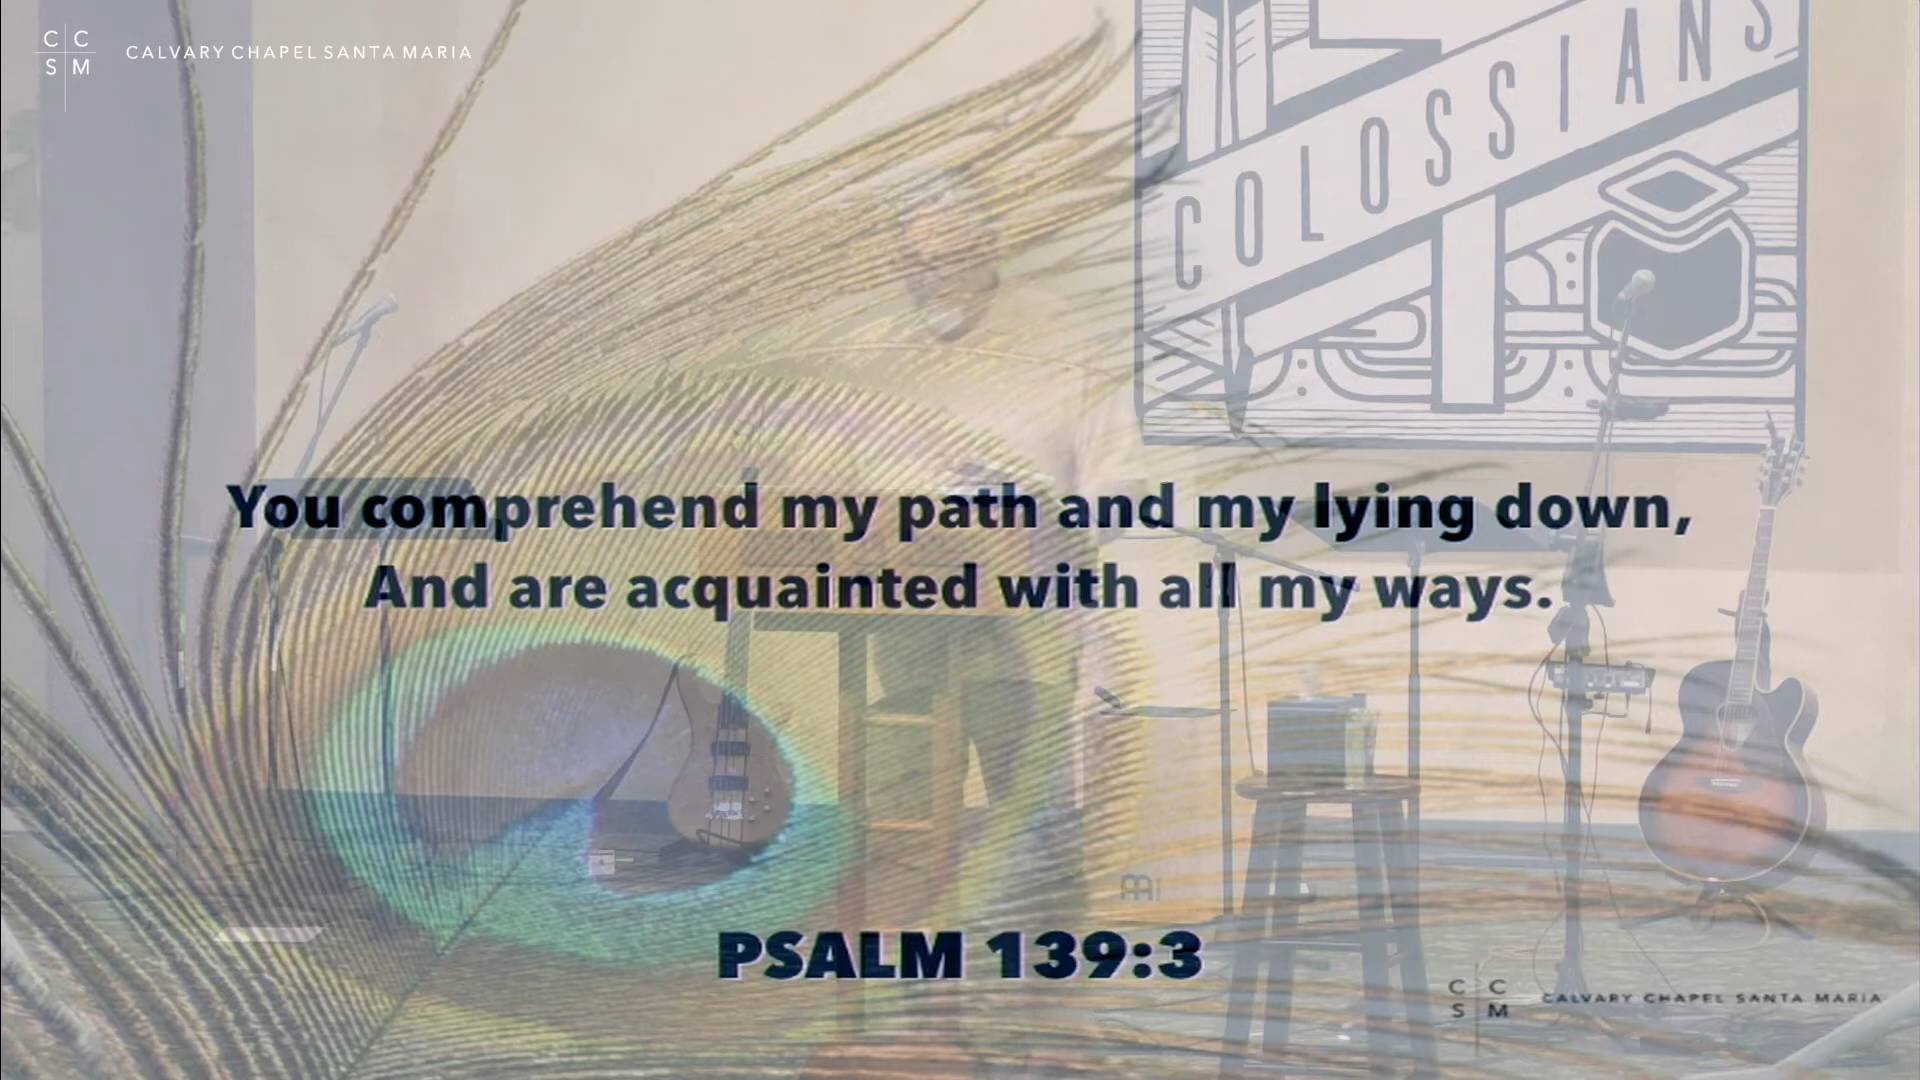 C C
S M
CALVARY CHAPEL SANTA MARIA
COLOSSIANS
You comprehend my path and my lying down,
And are acquainted with all my ways.
PSALM 139:3
C C
S M
CALVARY CHAPEL SANTA MARIA